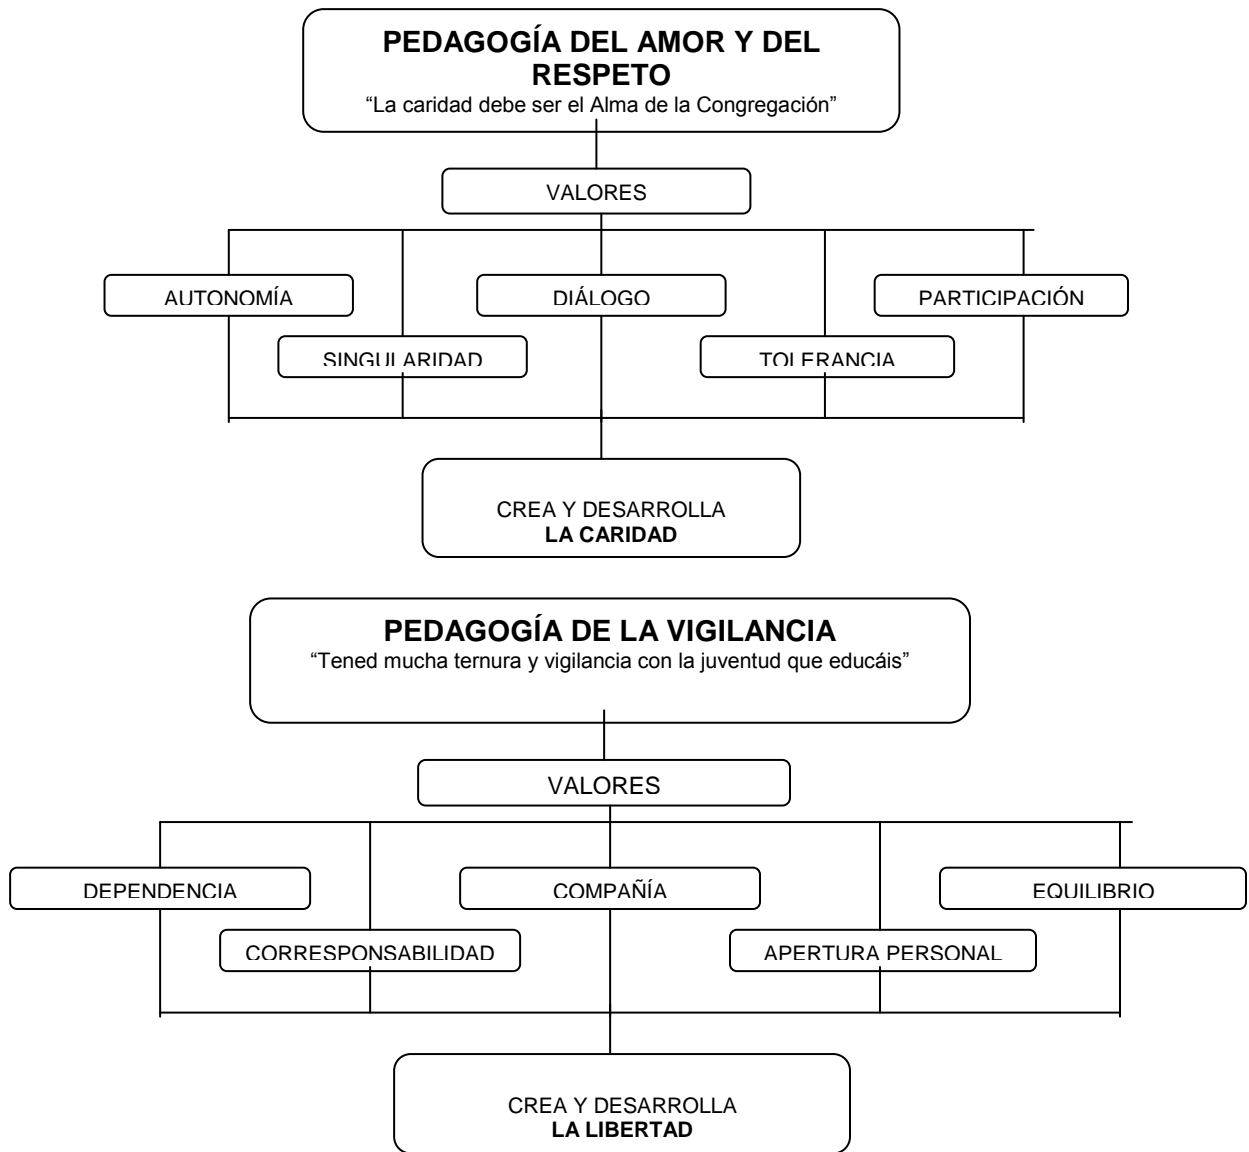 PEDAGOGÍA DEL AMOR Y DEL
RESPETO
“La caridad debe ser el Alma de la Congregación”
VALORES
AUTONOMÍA
DIÁLOGO
PARTICIPACIÓN
SINGULARIDAD
TOLERANCIA
CREA Y DESARROLLA
LA CARIDAD
PEDAGOGÍA DE LA VIGILANCIA
“Tened mucha ternura y vigilancia con la juventud que educáis”
VALORES
DEPENDENCIA
COMPAÑÍA
EQUILIBRIO
CORRESPONSABILIDAD
APERTURA PERSONAL
CREA Y DESARROLLA
LA LIBERTAD